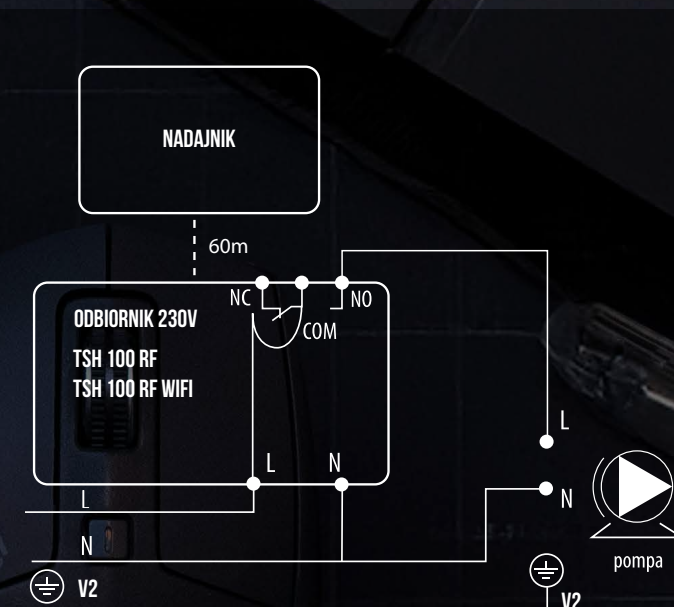 NADAJNIK
60m
NC
NO
COM
ODBIORNIK 230V
TSH 100 RF
TSH 100 RF WIFI
L
N
L
N
V2
L
N
pompa
V2